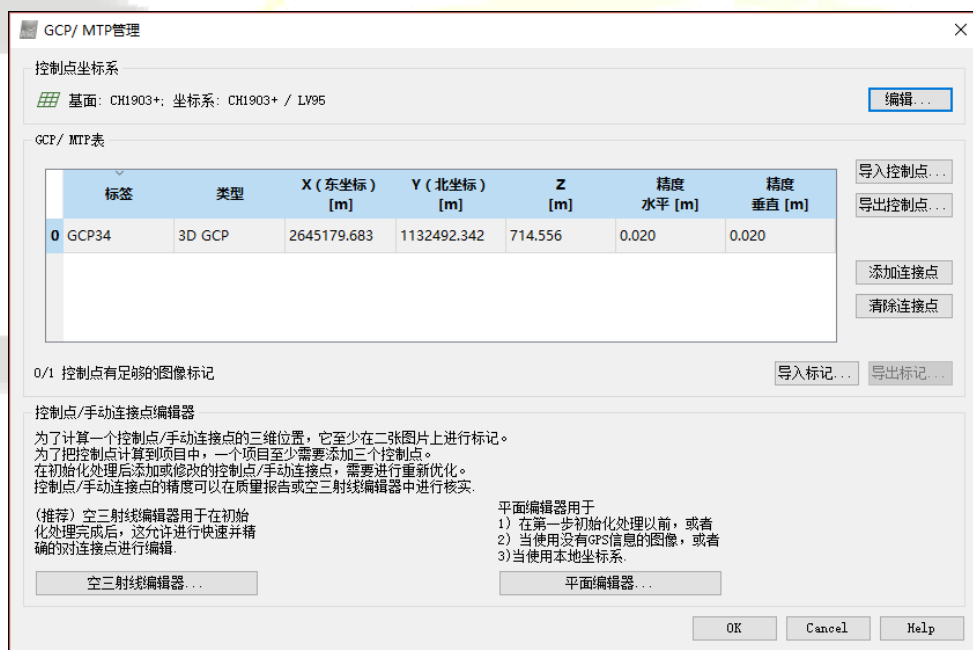 GCP/ MTP管理
控制点坐标系
基面: CH1903+; 坐标系: CH1903+ / LV95
编辑...
GCP/ MTP表
标签 类型 X(东坐标) [m] Y(北坐标) [m] Z [m] 精度 水平 [m] 精度 垂直 [m]
0 GCP34 3D GCP 2645179.683 1132492.342 714.556 0.020 0.020
导入控制点...
导出控制点...
添加连接点
清除连接点
0/1 控制点有足够的图像标记
导入标记...
导出标记...
控制点/手动连接点编辑器
为了计算一个控制点/手动连接点的三维位置，它至少在二张图片上进行标记。
为了把控制点计算到项目中，一个项目至少需要添加三个控制点。
在初始化处理后添加或修改的控制点/手动连接点，需要进行重新优化。
控制点/手动连接点的精度可以在质量报告或空三射线编辑器中进行核实.
(推荐) 空三射线编辑器用于在初始
化处理完成后，这允许进行快速并精
确的对连接点进行编辑.
空三射线编辑器...
平面编辑器用于
1) 在第一步初始化处理以前，或者
2) 当使用没有GPS信息的图像，或者
3)当使用本地坐标系.
平面编辑器...
OK
Cancel
Help